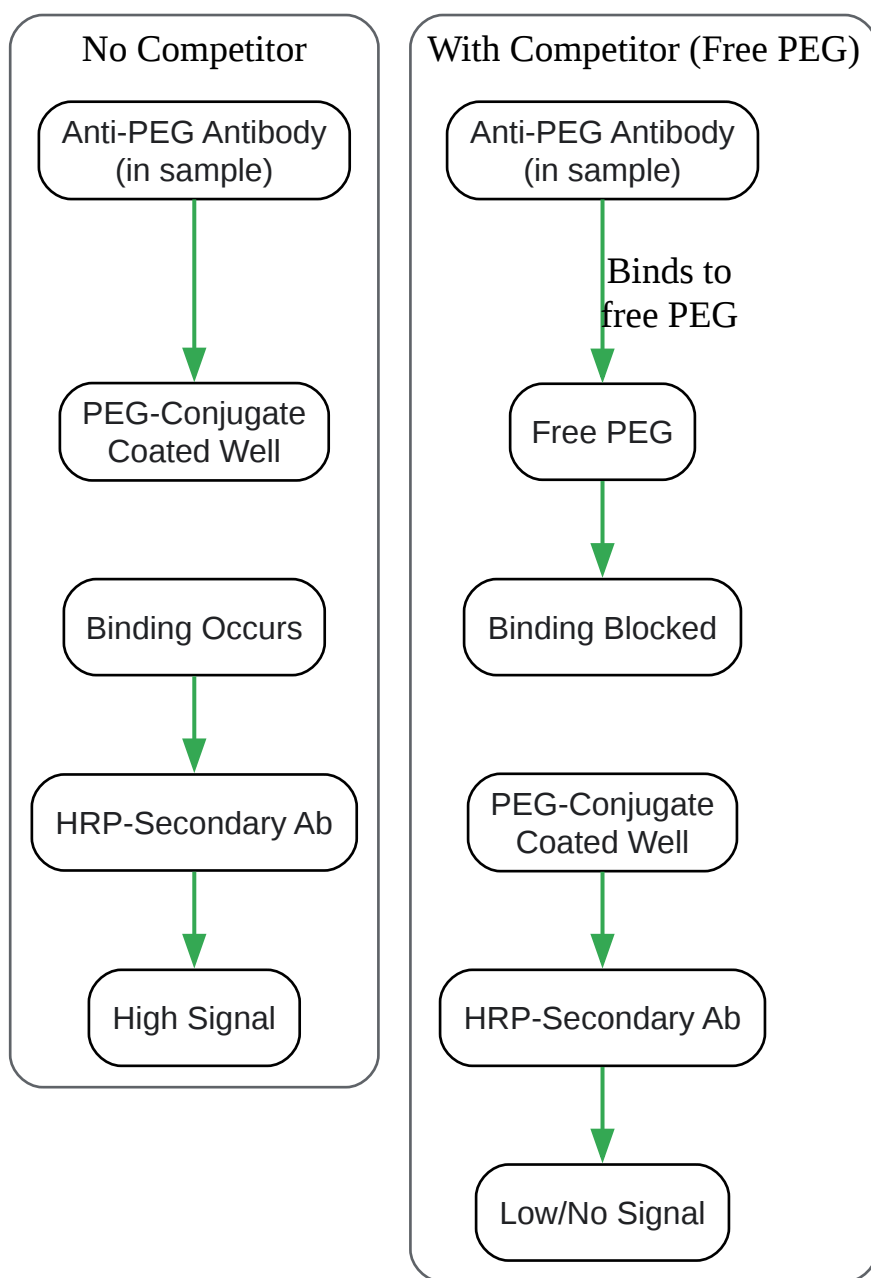 No Competitor
Anti-PEG Antibody
(in sample)
PEG-Conjugate
Coated Well
Binding Occurs
HRP-Secondary Ab
High Signal
With Competitor (Free PEG)
Anti-PEG Antibody
(in sample)
Binds to
free PEG
Free PEG
Binding Blocked
PEG-Conjugate
Coated Well
HRP-Secondary Ab
Low/No Signal